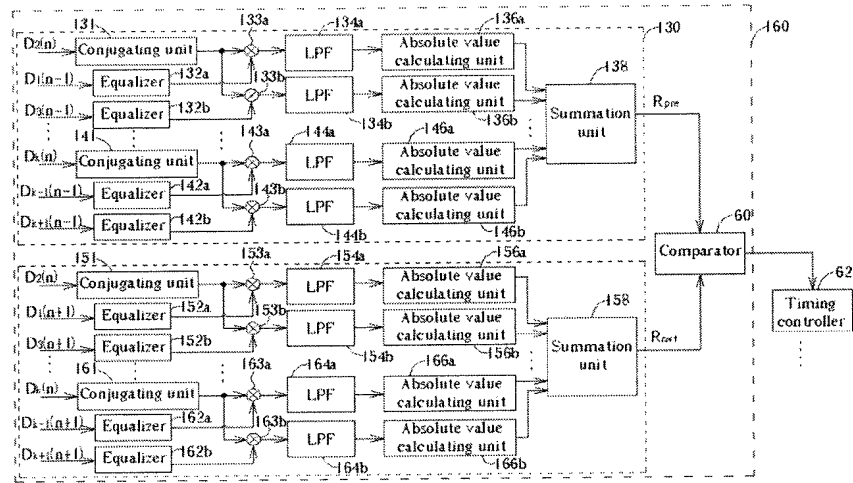 131
133a
134a
136a
130
160
D2(n)
Conjugating unit
LPF
Absolute value
calculating unit
138
D1(n-1)
Equalizer
132a
133b
D3(n-1)
Equalizer
132b
LPF
Absolute value
calculating unit
134b
136b
Summation
unit
Rpre
141
143a
144a
146a
Dk(n)
Conjugating unit
LPF
Absolute value
calculating unit
Dk-1(n-1)
Equalizer
142a
143b
Dk+1(n-1)
Equalizer
142b
LPF
Absolute value
calculating unit
144b
146b
60
Comparator
62
Timing
controller
151
153a
154a
156a
D2(n)
Conjugating unit
LPF
Absolute value
calculating unit
158
D1(n+1)
Equalizer
152a
153b
D3(n+1)
Equalizer
152b
LPF
Absolute value
calculating unit
154b
156b
Summation
unit
161
163a
164a
166a
Dk(n)
Conjugating unit
LPF
Absolute value
calculating unit
Dk-1(n+1)
Equalizer
162a
163b
Dk+1(n+1)
Equalizer
162b
LPF
Absolute value
calculating unit
164b
166b